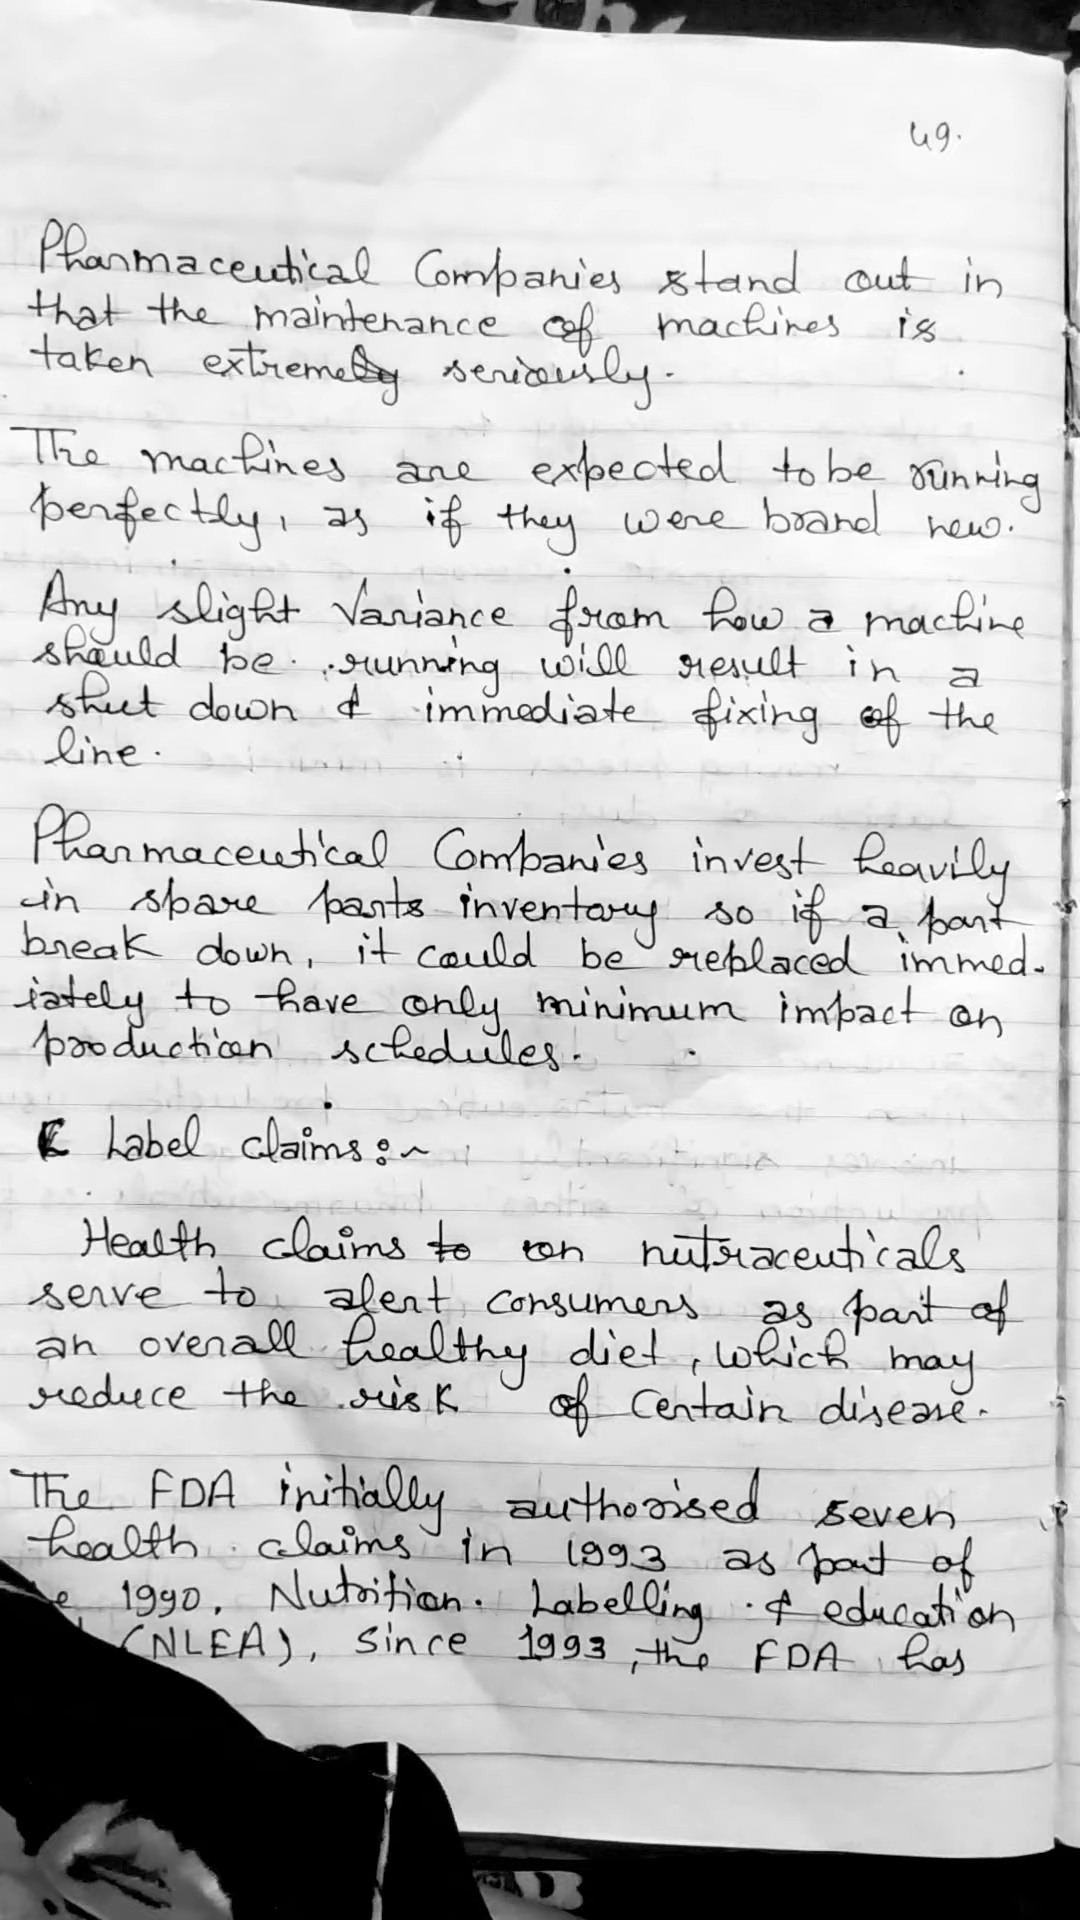 49.
Pharmaceutical Companies stand out in
that the maintenance of machines is
taken extremely seriously.
The machines are expected to be running
perfectly, as if they were brand new.
Any slight variance from how a machine
should be running will result in a
shut down & immediate fixing of the
line.
Pharmaceutical Companies invest heavily
in spare parts inventory so if a part
break down, it could be replaced immed-
iately to have only minimum impact on
production schedules.
Label claims :~
Health claims to on nutraceuticals
serve to alert consumers as part of
an overall healthy diet, which may
reduce the risk of certain disease.
The FDA initially authorised seven
health claims in 1993 as part of
1990. Nutrition. Labelling & education
(NLEA), Since 1993, the FDA has